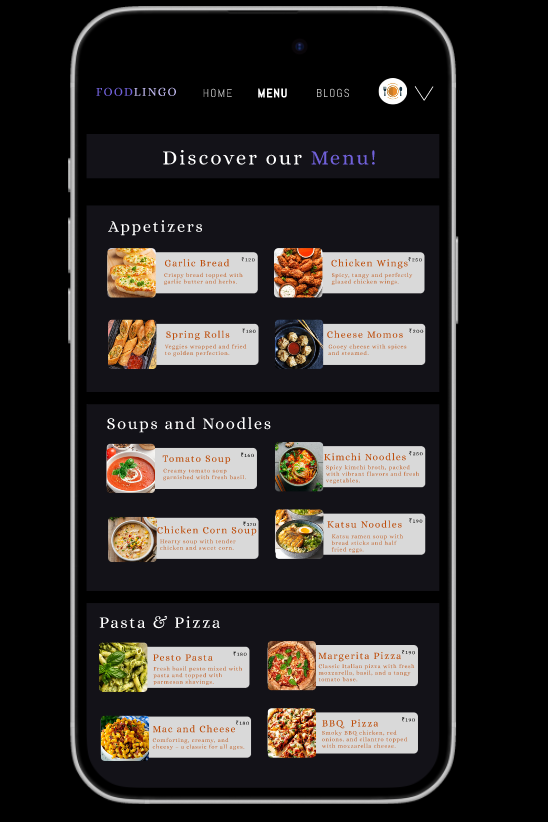 FOODLINGO HOME MENU BLOGS
Discover our Menu!
Appetizers
Garlic Bread ₹120
Crispy bread topped with
garlic butter and herbs.
Chicken Wings ₹250
Spicy, tangy and perfectly
glazed chicken wings.
Spring Rolls ₹180
Veggies wrapped and fried
to golden perfection.
Cheese Momos ₹200
Gooey cheese with spices
and steamed.
Soups and Noodles
Tomato Soup ₹160
Creamy tomato soup
garnished with fresh basil.
Kimchi Noodles ₹260
Spicy kimchi broth, packed
with vibrant flavors and fresh
vegetables.
Chicken Corn Soup ₹170
Hearty soup with tender
chicken and sweet corn.
Katsu Noodles ₹190
Katsu ramen soup with
bread sticks and half
fried eggs.
Pasta & Pizza
Pesto Pasta ₹180
Fresh basil pesto mixed with
pasta and topped with
parmesan shavings.
Margerita Pizza ₹190
Classic Italian pizza with fresh
mozzarella, basil, and a tangy
tomato base.
Mac and Cheese ₹180
Comforting, creamy, and
cheesy – a classic for all ages.
BBQ Pizza ₹190
Smoky BBQ chicken, red
onions, and cilantro topped
with mozzarella cheese.